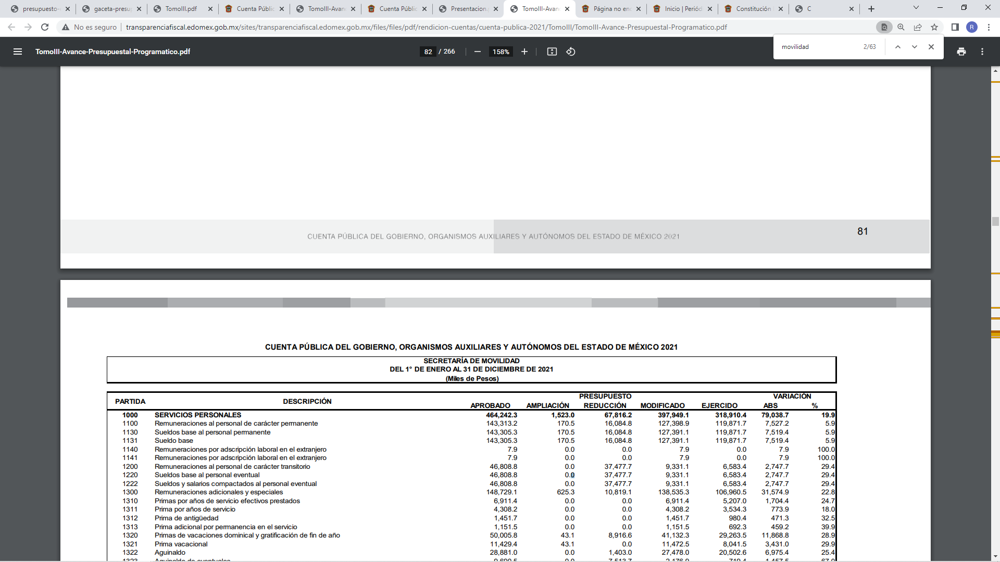 presupuesto-
gaceta-presu
TomoIII.pdf
Cuenta Públic
TomoIII-Avan
Cuenta Públic
Presentacion.
TomoIII-Avan
Página no en
Inicio | Periód
Constitución
C
No es seguro
transparenciafiscal.edomex.gob.mx/sites/transparenciafiscal.edomex.gob.mx/files/files/pdf/rendicion-cuentas/cuenta-publica-2021/TomoIII/TomoIII-Avance-Presupuestal-Programatico.pdf
R
TomoIII-Avance-Presupuestal-Programatico.pdf
82 / 266
158%
movilidad 2/63
CUENTA PÚBLICA DEL GOBIERNO, ORGANISMOS AUXILIARES Y AUTÓNOMOS DEL ESTADO DE MÉXICO 2021
81
CUENTA PÚBLICA DEL GOBIERNO, ORGANISMOS AUXILIARES Y AUTÓNOMOS DEL ESTADO DE MÉXICO 2021
SECRETARÍA DE MOVILIDAD
DEL 1° DE ENERO AL 31 DE DICIEMBRE DE 2021
(Miles de Pesos)
PRESUPUESTO VARIACIÓN
PARTIDA DESCRIPCIÓN APROBADO AMPLIACIÓN REDUCCIÓN MODIFICADO EJERCIDO ABS %
1000 SERVICIOS PERSONALES 464,242.3 1,523.0 67,816.2 397,949.1 318,910.4 79,038.7 19.9
1100 Remuneraciones al personal de carácter permanente 143,313.2 170.5 16,084.8 127,398.9 119,871.7 7,527.2 5.9
1130 Sueldos base al personal permanente 143,305.3 170.5 16,084.8 127,391.1 119,871.7 7,519.4 5.9
1131 Sueldo base 143,305.3 170.5 16,084.8 127,391.1 119,871.7 7,519.4 5.9
1140 Remuneraciones por adscripción laboral en el extranjero 7.9 0.0 0.0 7.9 0.0 7.9 100.0
1141 Remuneraciones por adscripción laboral en el extranjero 7.9 0.0 0.0 7.9 0.0 7.9 100.0
1200 Remuneraciones al personal de carácter transitorio 46,808.8 0.0 37,477.7 9,331.1 6,583.4 2,747.7 29.4
1220 Sueldos base al personal eventual 46,808.8 0.0 37,477.7 9,331.1 6,583.4 2,747.7 29.4
1222 Sueldos y salarios compactados al personal eventual 46,808.8 0.0 37,477.7 9,331.1 6,583.4 2,747.7 29.4
1300 Remuneraciones adicionales y especiales 148,729.1 625.3 10,819.1 138,535.3 106,960.5 31,574.9 22.8
1310 Primas por años de servicio efectivos prestados 6,911.4 0.0 0.0 6,911.4 5,207.0 1,704.4 24.7
1311 Prima por años de servicio 4,308.2 0.0 0.0 4,308.2 3,534.3 773.9 18.0
1312 Prima de antigüedad 1,451.7 0.0 0.0 1,451.7 980.4 471.3 32.5
1313 Prima adicional por permanencia en el servicio 1,151.5 0.0 0.0 1,151.5 692.3 459.2 39.9
1320 Primas de vacaciones dominical y gratificación de fin de año 50,005.8 43.1 8,916.6 41,132.3 29,263.5 11,868.8 28.9
1321 Prima vacacional 11,429.4 43.1 0.0 11,472.5 8,041.5 3,431.0 29.9
1322 Aguinaldo 28,881.0 0.0 1,403.0 27,478.0 20,502.6 6,975.4 25.4